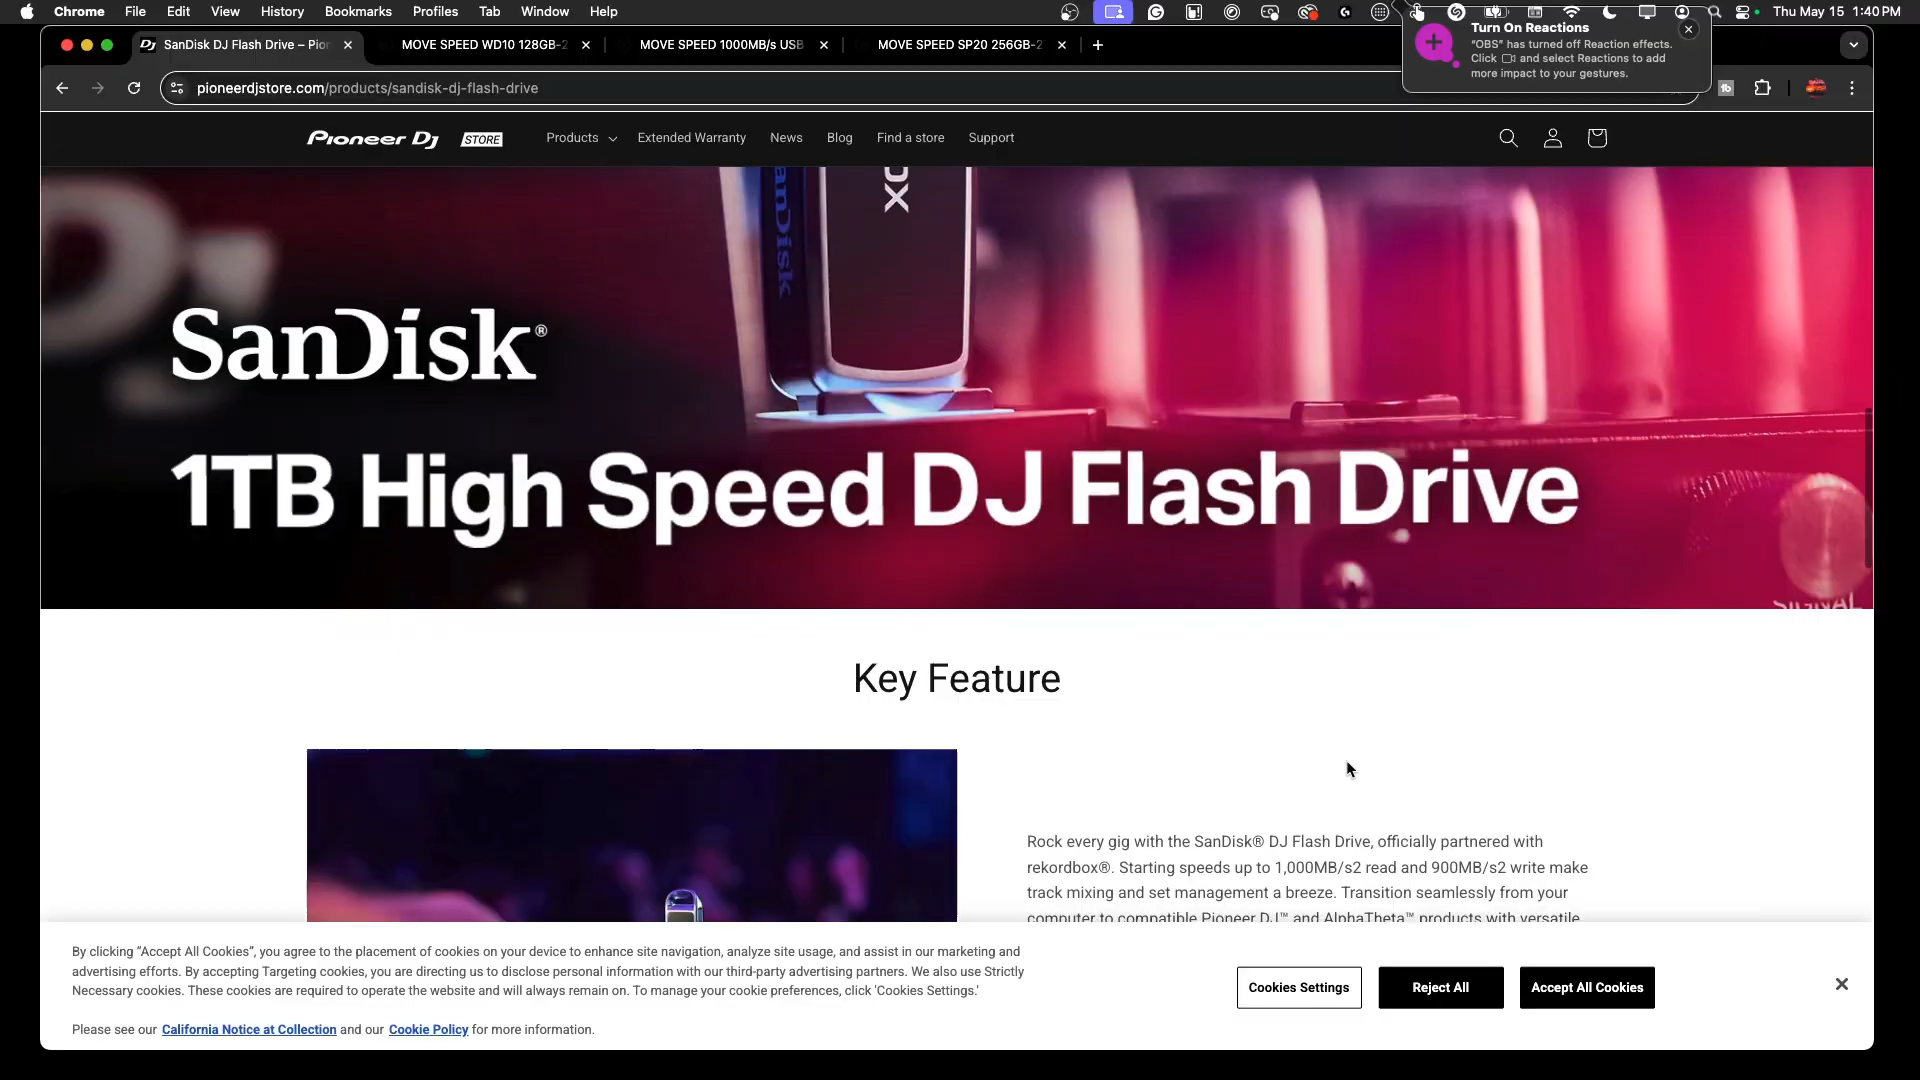 Chrome File Edit View History Bookmarks Profiles Tab Window Help
Thu May 15 1:40 PM
Turn On Reactions
"OBS" has turned off Reaction effects.
Click and select Reactions to add
more impact to your gestures.
SanDisk DJ Flash Drive – Pion
MOVE SPEED WD10 128GB-2
MOVE SPEED 1000MB/s USB
MOVE SPEED SP20 256GB-2
pioneerdjstore.com/products/sandisk-dj-flash-drive
Pioneer Dj STORE
Products Extended Warranty News Blog Find a store Support
SanDisk
SanDisk®
1TB High Speed DJ Flash Drive
SIGNAL
Key Feature
Rock every gig with the SanDisk® DJ Flash Drive, officially partnered with
rekordbox®. Starting speeds up to 1,000MB/s2 read and 900MB/s2 write make
track mixing and set management a breeze. Transition seamlessly from your
computer to compatible Pioneer DJ™ and AlphaTheta™ products with versatile
By clicking “Accept All Cookies”, you agree to the placement of cookies on your device to enhance site navigation, analyze site usage, and assist in our marketing and
advertising efforts. By accepting Targeting cookies, you are directing us to disclose personal information with our third-party advertising partners. We also use Strictly
Necessary cookies. These cookies are required to operate the website and will always remain on. To manage your cookie preferences, click 'Cookies Settings.'
Please see our California Notice at Collection and our Cookie Policy for more information.
Cookies Settings
Reject All
Accept All Cookies